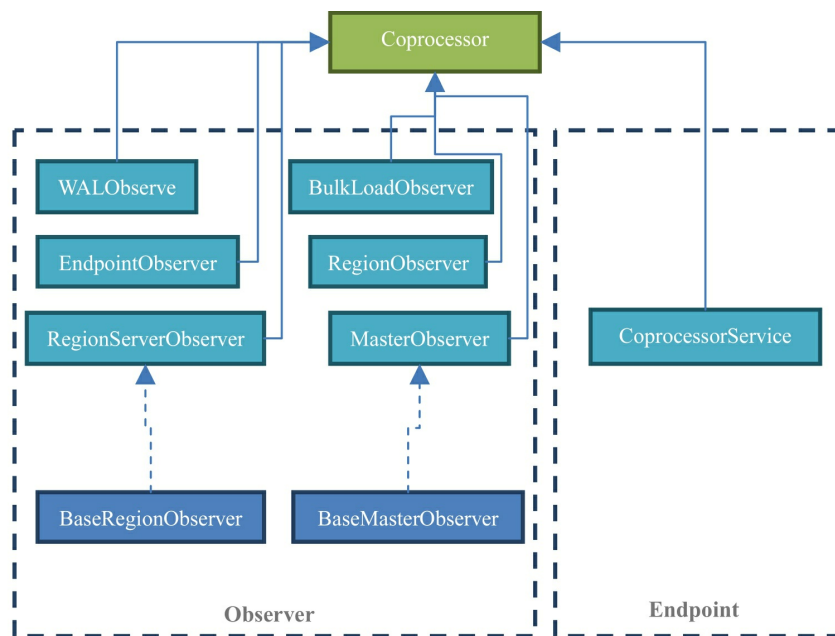 Coprocessor
WALObserve
BulkLoadObserver
EndpointObserver
RegionObserver
RegionServerObserver
MasterObserver
CoprocessorService
BaseRegionObserver
BaseMasterObserver
Observer
Endpoint